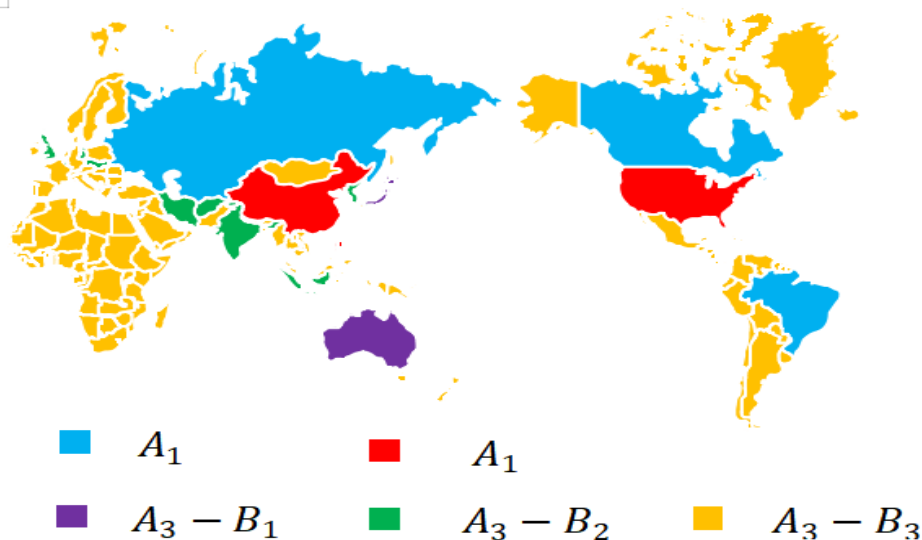 A₁ A₁
A₃ − B₁ A₃ − B₂ A₃ − B₃